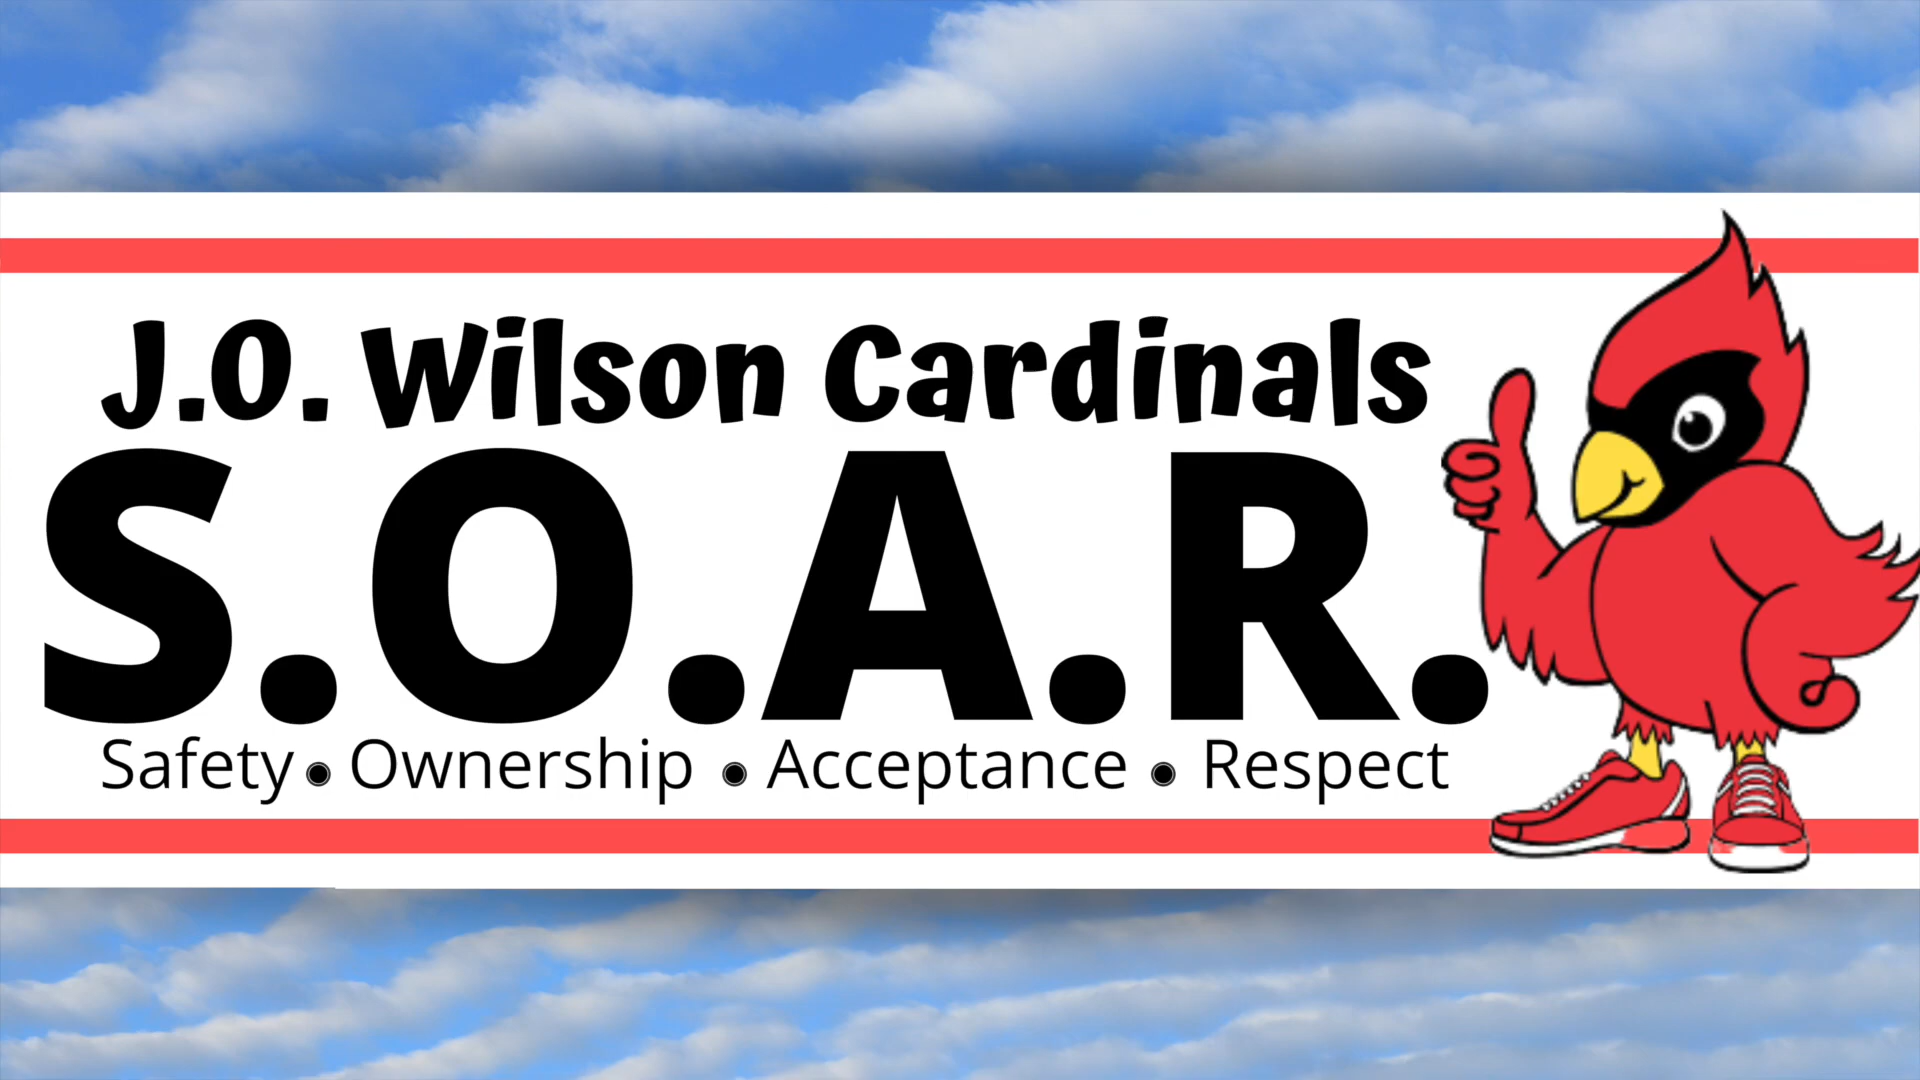 J.O. Wilson Cardinals
S.O.A.R.
Safety • Ownership • Acceptance • Respect